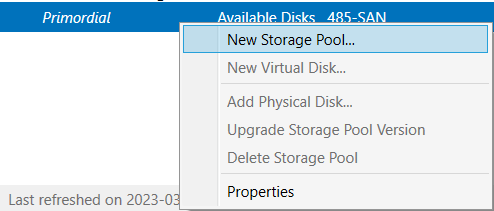 Primordial Available Disks 485-SAN
New Storage Pool...
New Virtual Disk...
Add Physical Disk...
Upgrade Storage Pool Version
Delete Storage Pool
Properties
Last refreshed on 2023-03